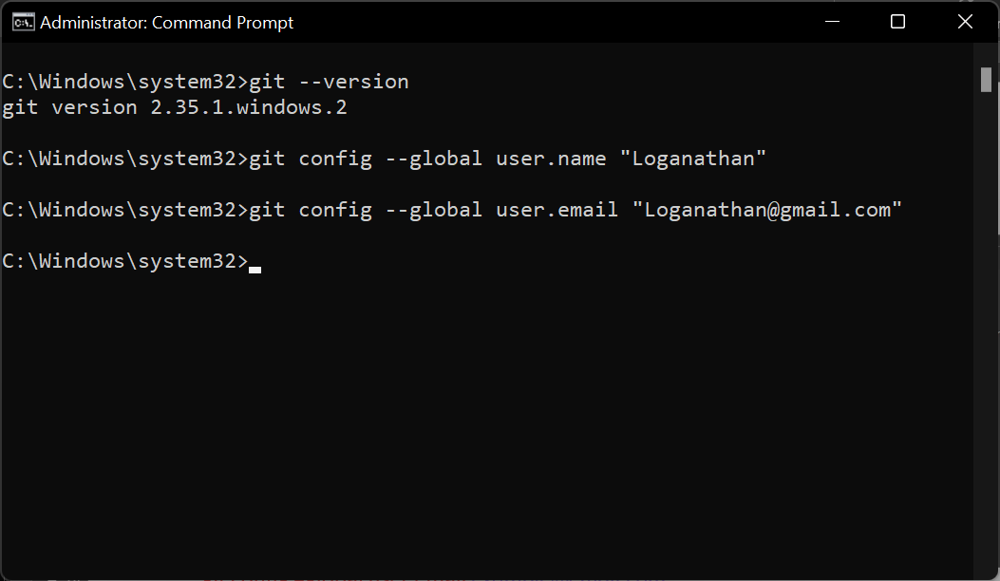 Administrator: Command Prompt
C:\Windows\system32>git --version
git version 2.35.1.windows.2
C:\Windows\system32>git config --global user.name "Loganathan"
C:\Windows\system32>git config --global user.email "Loganathan@gmail.com"
C:\Windows\system32>